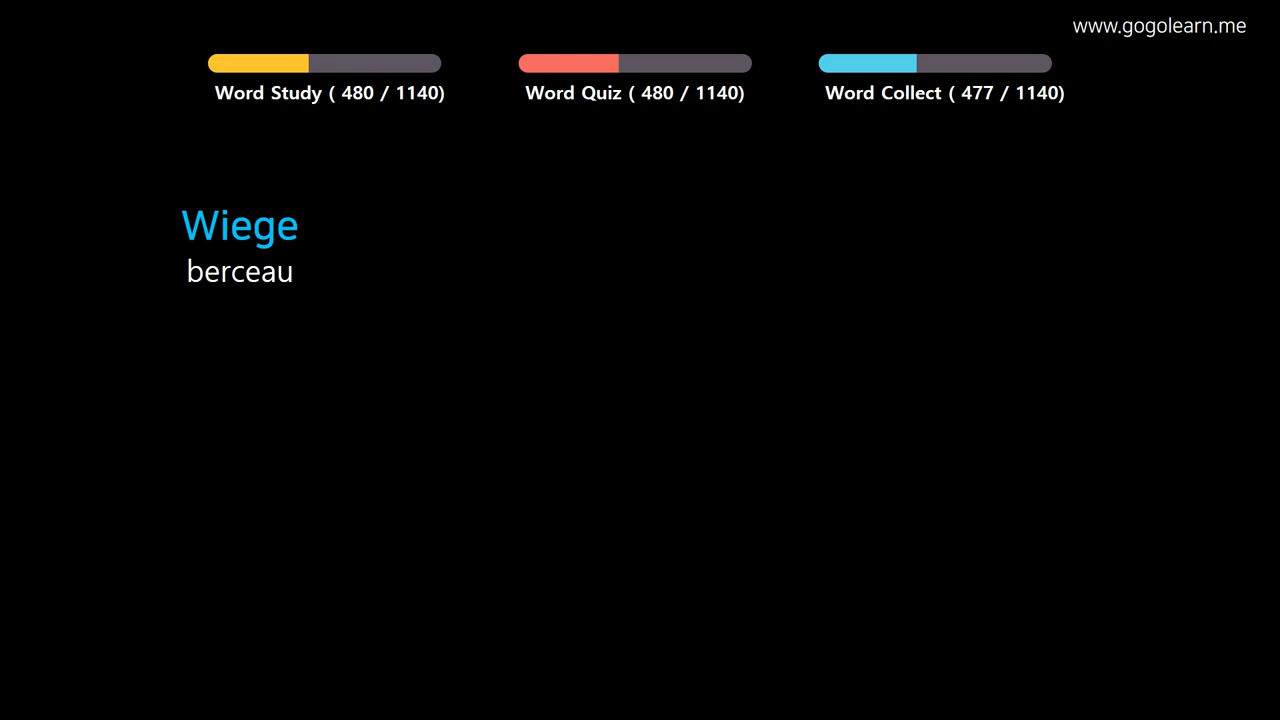 www.gogolearn.me
Word Study ( 480 / 1140)
Word Quiz ( 480 / 1140)
Word Collect ( 477 / 1140)
Wiege
berceau